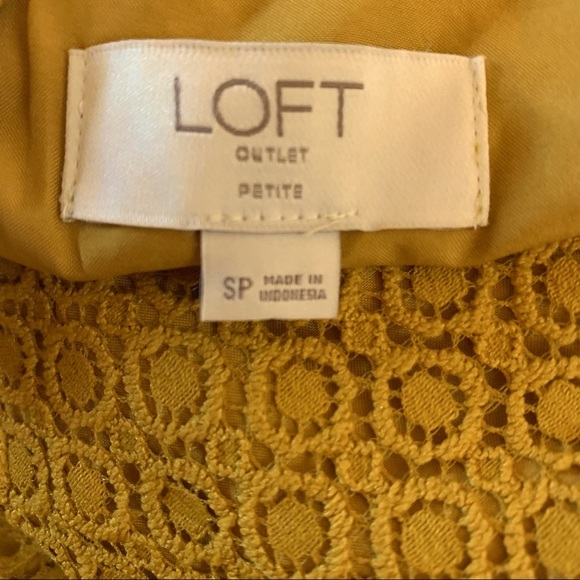 LOFT
OUTLET
PETITE
SP MADE IN
INDONESIA